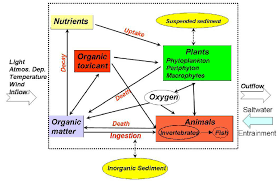 Nutrients
Suspended sediment
Uptake
Plants
Phytoplankton
Periphyton
Macrophytes
Organic
toxicant
Decay
Light
Atmos. Dep.
Temperature
Wind
Inflow
Death
Oxygen
Outflow
Saltwater
Entrainment
Organic
matter
Death
Ingestion
Animals
Invertebrates
Fish
Inorganic Sediment